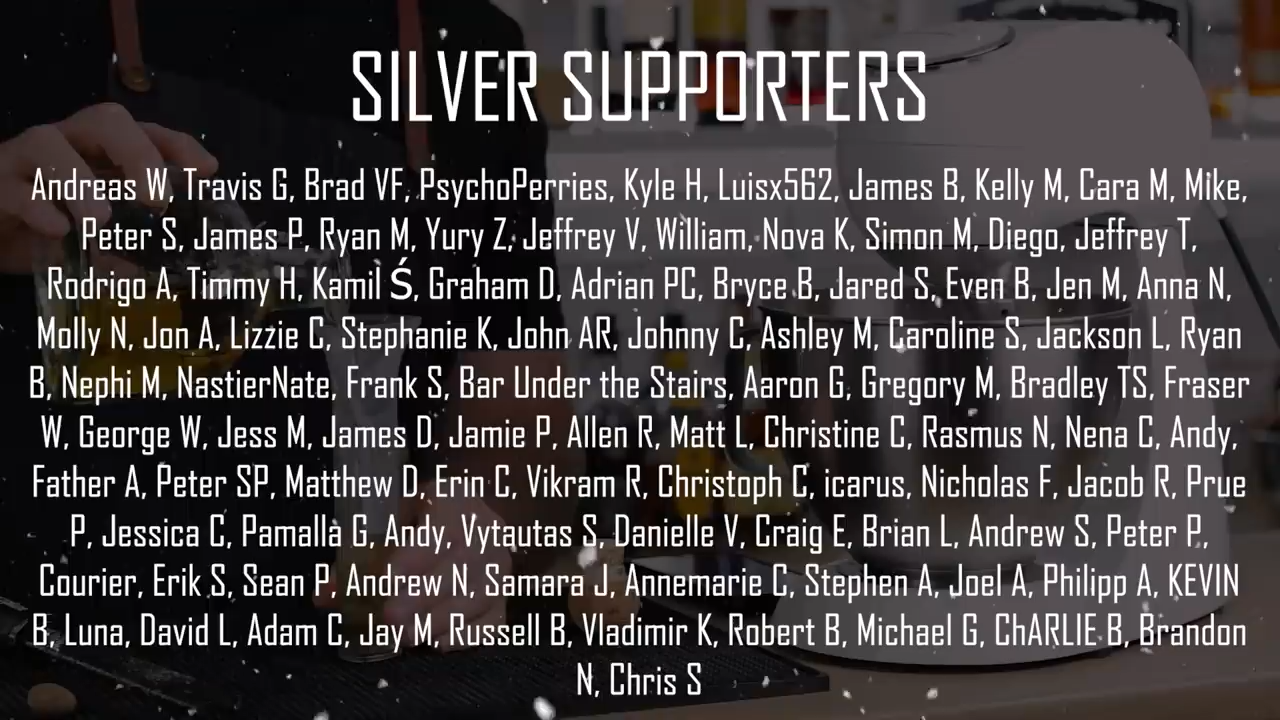 SILVER SUPPORTERS
Andreas W, Travis G, Brad VF, PsychoPerries, Kyle H, Luisx562, James B, Kelly M, Cara M, Mike,
Peter S, James P, Ryan M, Yury Z, Jeffrey V, William, Nova K, Simon M, Diego, Jeffrey T,
Rodrigo A, Timmy H, Kamil Ś, Graham D, Adrian PC, Bryce B, Jared S, Even B, Jen M, Anna N,
Molly N, Jon A, Lizzie C, Stephanie K, John AR, Johnny C, Ashley M, Caroline S, Jackson L, Ryan
B, Nephi M, NastierNate, Frank S, Bar Under the Stairs, Aaron G, Gregory M, Bradley TS, Fraser
W, George W, Jess M, James D, Jamie P, Allen R, Matt L, Christine C, Rasmus N, Nena C, Andy,
Father A, Peter SP, Matthew D, Erin C, Vikram R, Christoph C, icarus, Nicholas F, Jacob R, Prue
P, Jessica C, Pamalla G, Andy, Vytautas S, Danielle V, Craig E, Brian L, Andrew S, Peter P,
Courier, Erik S, Sean P, Andrew N, Samara J, Annemarie C, Stephen A, Joel A, Philipp A, KEVIN
B, Luna, David L, Adam C, Jay M, Russell B, Vladimir K, Robert B, Michael G, ChARLIE B, Brandon
N, Chris S